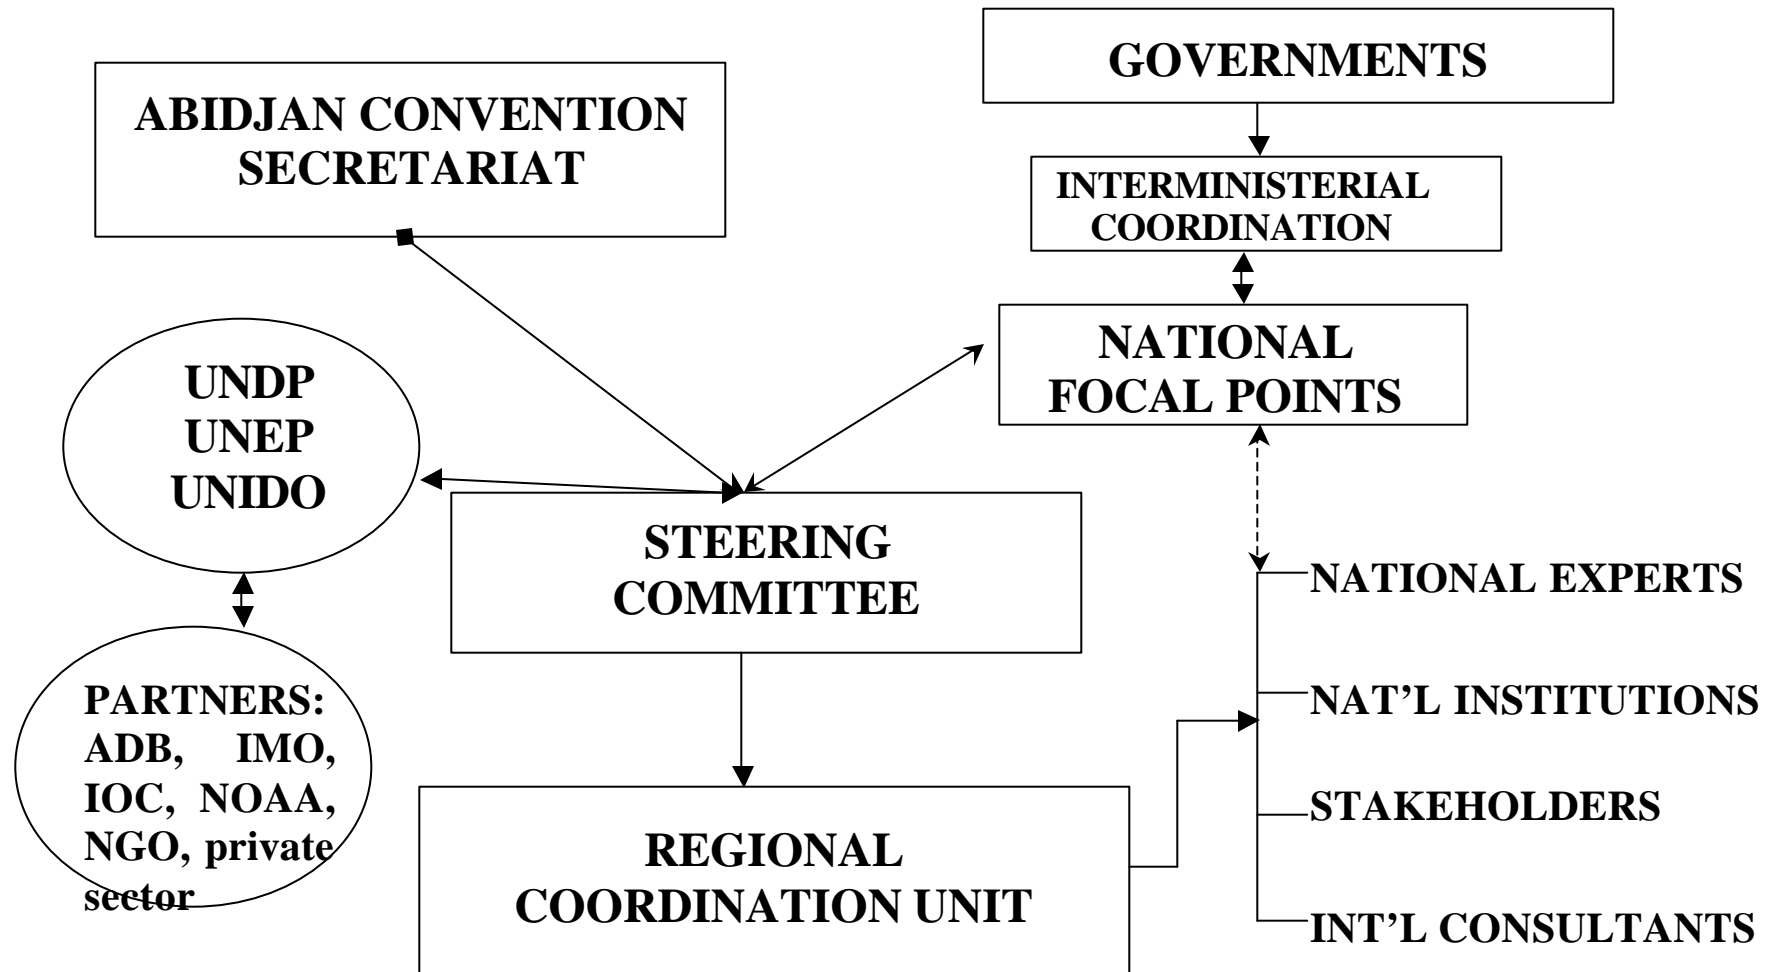 GOVERNMENTS
ABIDJAN CONVENTION
SECRETARIAT
INTERMINISTERIAL
COORDINATION
NATIONAL
FOCAL POINTS
UNDP
UNEP
UNIDO
STEERING
COMMITTEE
NATIONAL EXPERTS
PARTNERS:
ADB, IMO,
IOC, NOAA,
NGO, private
sector
NAT’L INSTITUTIONS
STAKEHOLDERS
REGIONAL
COORDINATION UNIT
INT’L CONSULTANTS